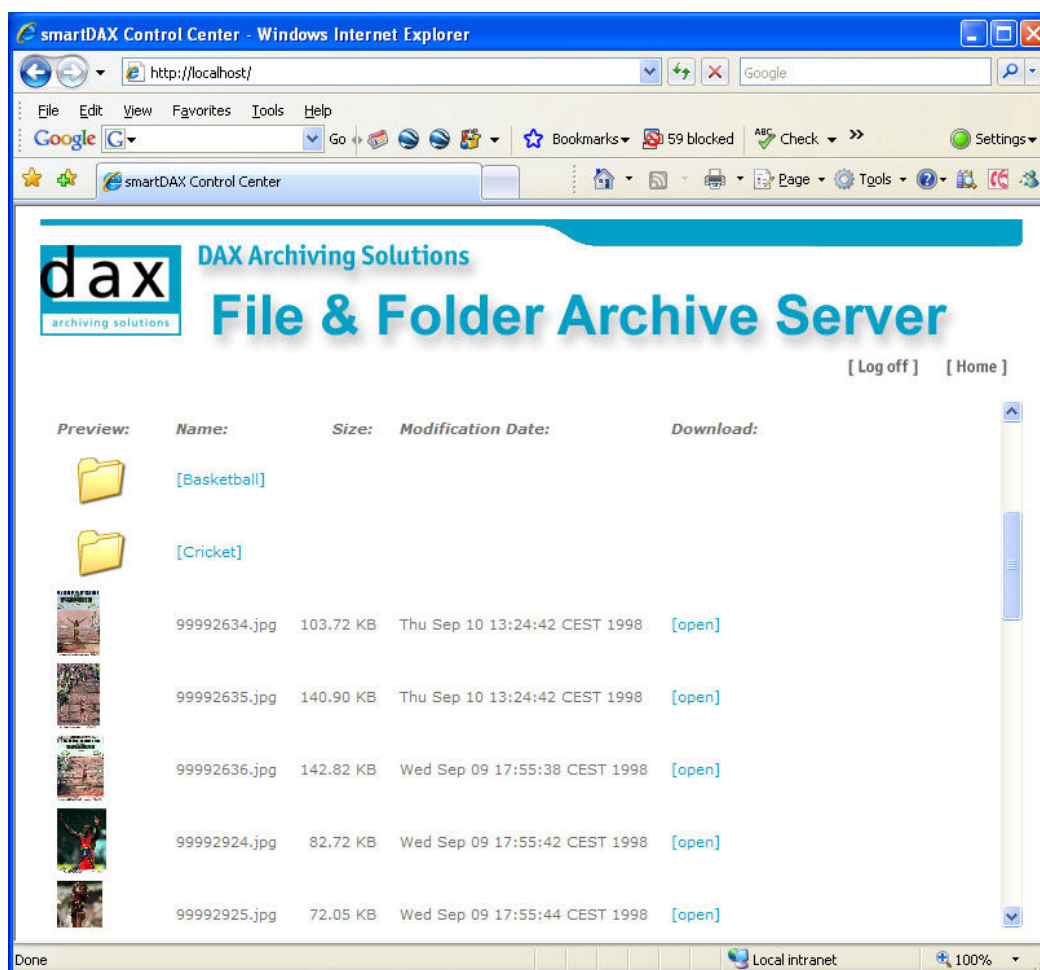 smartDAX Control Center - Windows Internet Explorer
http://localhost/
Google
File Edit View Favorites Tools Help
Google G Go Bookmarks 59 blocked ABC Check >> Settings
smartDAX Control Center Page Tools
DAX Archiving Solutions
dax
archiving solutions
File & Folder Archive Server
[ Log off ] [ Home ]
Preview: Name: Size: Modification Date: Download:
[Basketball]
[Cricket]
99992634.jpg 103.72 KB Thu Sep 10 13:24:42 CEST 1998 [open]
99992635.jpg 140.90 KB Thu Sep 10 13:24:42 CEST 1998 [open]
99992636.jpg 142.82 KB Wed Sep 09 17:55:38 CEST 1998 [open]
99992924.jpg 82.72 KB Wed Sep 09 17:55:42 CEST 1998 [open]
99992925.jpg 72.05 KB Wed Sep 09 17:55:44 CEST 1998 [open]
Done Local intranet 100%